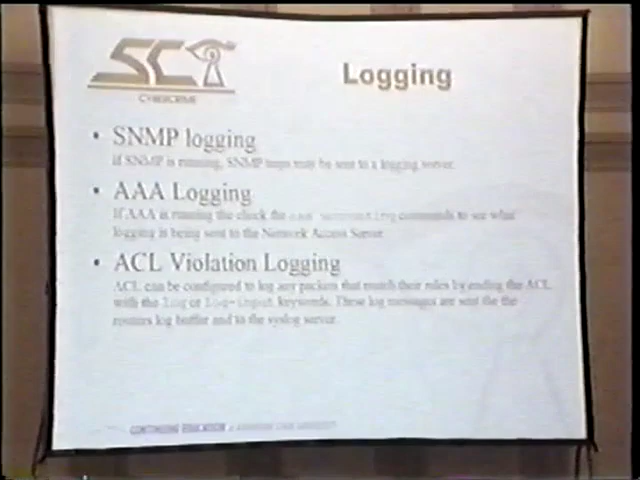 SC
CYBERCRIME
Logging
• SNMP logging
If SNMP is running, SNMP traps may be sent to a logging server.
• AAA Logging
If AAA is running the check the aaa accounting commands to see what
logging is being sent to the Network Access Server.
• ACL Violation Logging
ACL can be configured to log any packets that match their rules by ending the ACL
with the log or log-input keywords. These log messages are sent the the
routers log buffer and to the syslog server.
CONTINUING EDUCATION